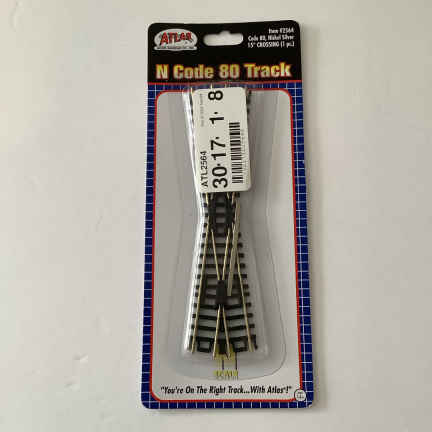 ATLAS
Item #2564
Code 80, Nickel Silver
15° CROSSING (1 pc.)
N Code 80 Track
ATL2564
30·17· 1· 8
"You're On The Right Track...With Atlas®!"